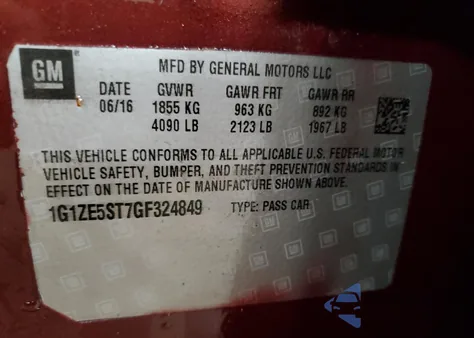 GM
MFD BY GENERAL MOTORS LLC
DATE GVWR GAWR FRT GAWR RR
06/16 1855 KG 963 KG 892 KG
4090 LB 2123 LB 1967 LB
THIS VEHICLE CONFORMS TO ALL APPLICABLE U.S. FEDERAL MOTOR
VEHICLE SAFETY, BUMPER, AND THEFT PREVENTION STANDARDS IN
EFFECT ON THE DATE OF MANUFACTURE SHOWN ABOVE.
1G1ZE5ST7GF324849 TYPE: PASS CAR